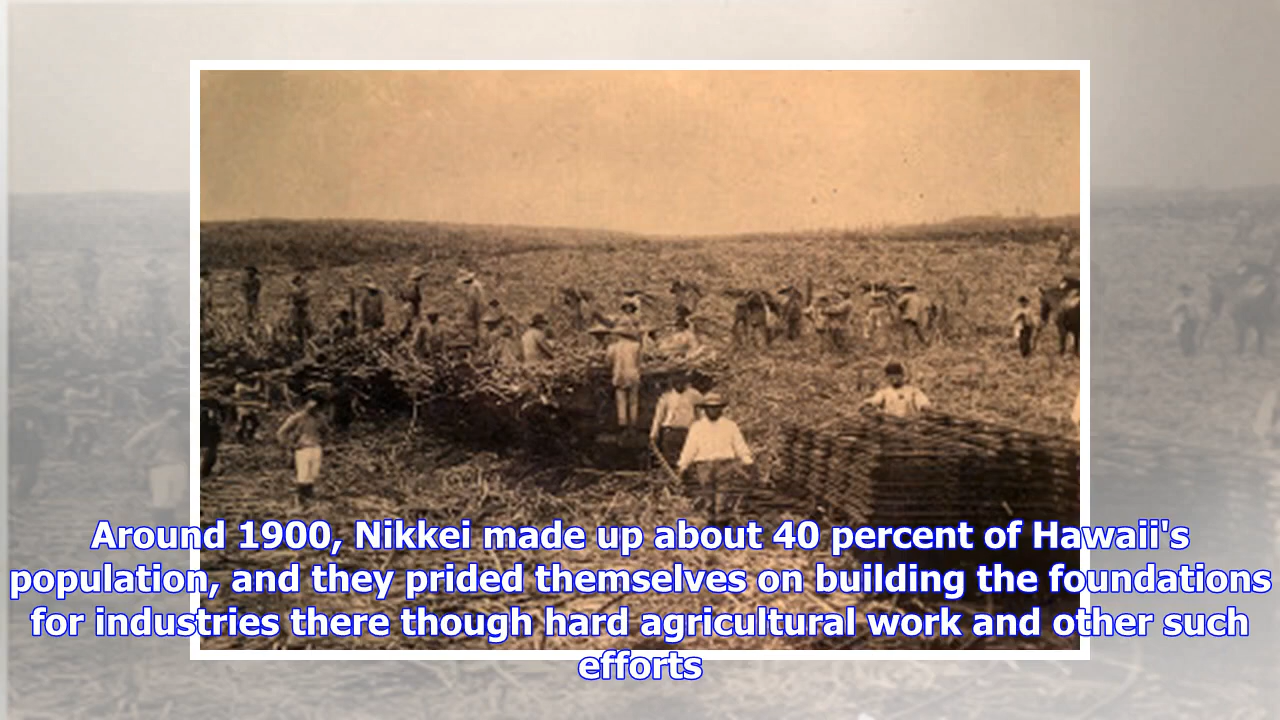 Around 1900, Nikkei made up about 40 percent of Hawaii's
population, and they prided themselves on building the foundations
for industries there though hard agricultural work and other such
efforts